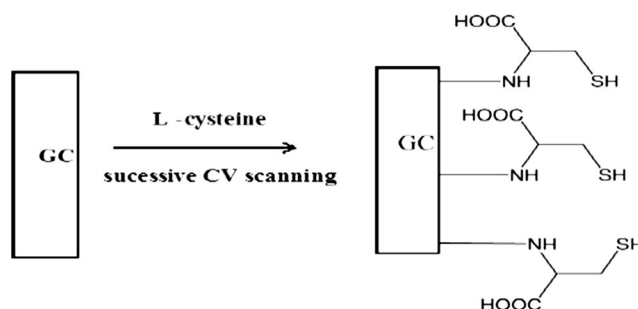 HOOC
NH
SH
L -cysteine
GC
sucessive CV scanning
HOOC
GC
NH
SH
NH
SH
HOOC